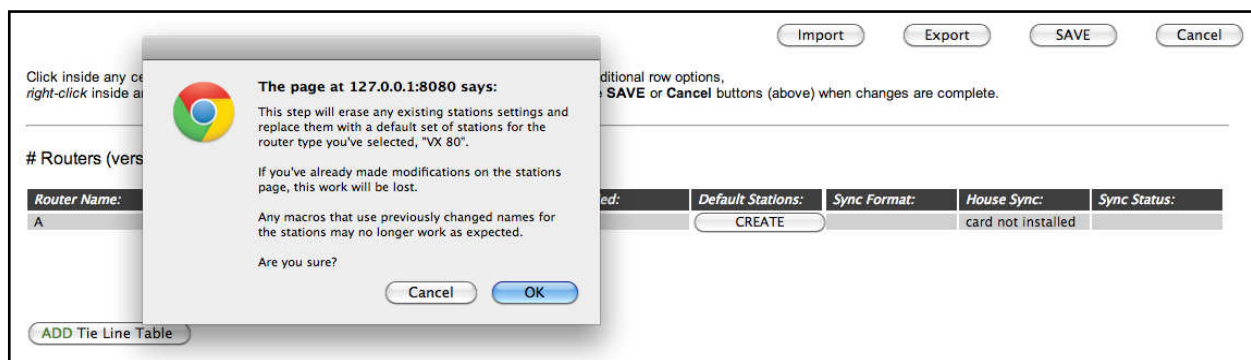 Import Export SAVE Cancel
Click inside any ce
ditional row options,
right-click inside a
SAVE or Cancel buttons (above) when changes are complete.
The page at 127.0.0.1:8080 says:
This step will erase any existing stations settings and
replace them with a default set of stations for the
router type you've selected, "VX 80".
If you've already made modifications on the stations
page, this work will be lost.
Any macros that use previously changed names for
the stations may no longer work as expected.
Are you sure?
Cancel OK
# Routers (vers
Router Name: ed: Default Stations: Sync Format: House Sync: Sync Status:
A CREATE card not installed
ADD Tie Line Table